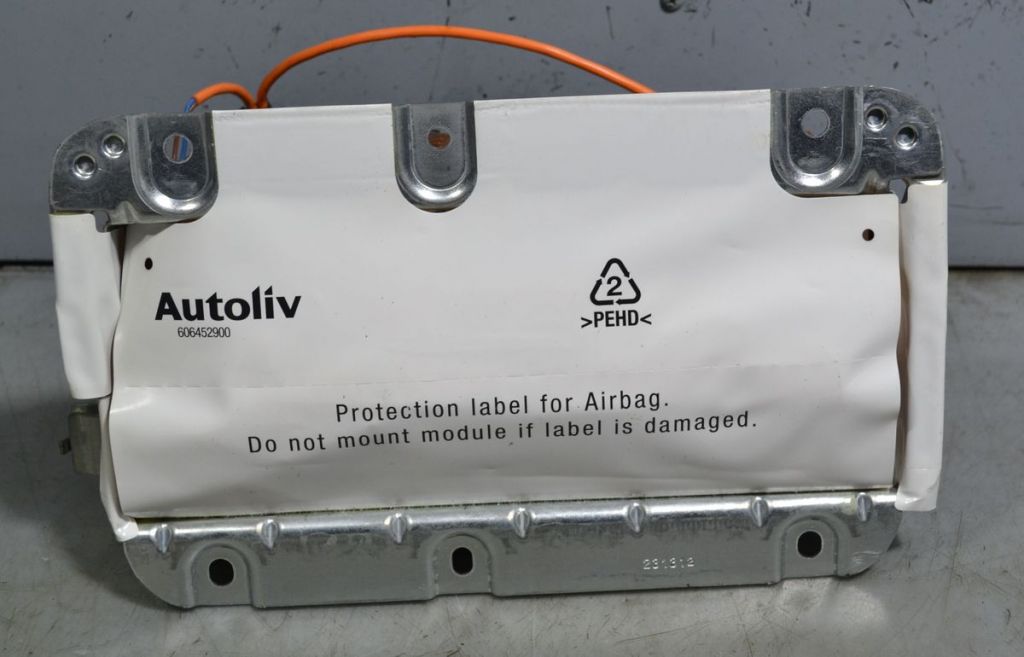 Autoliv
606452900
2
>PEHD<
Protection label for Airbag.
Do not mount module if label is damaged.
231312